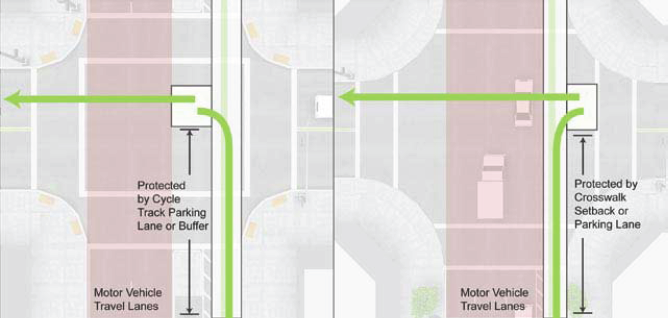 Protected
by Cycle
Track Parking
Lane or Buffer
Motor Vehicle
Travel Lanes
Protected by
Crosswalk
Setback or
Parking Lane
Motor Vehicle
Travel Lanes